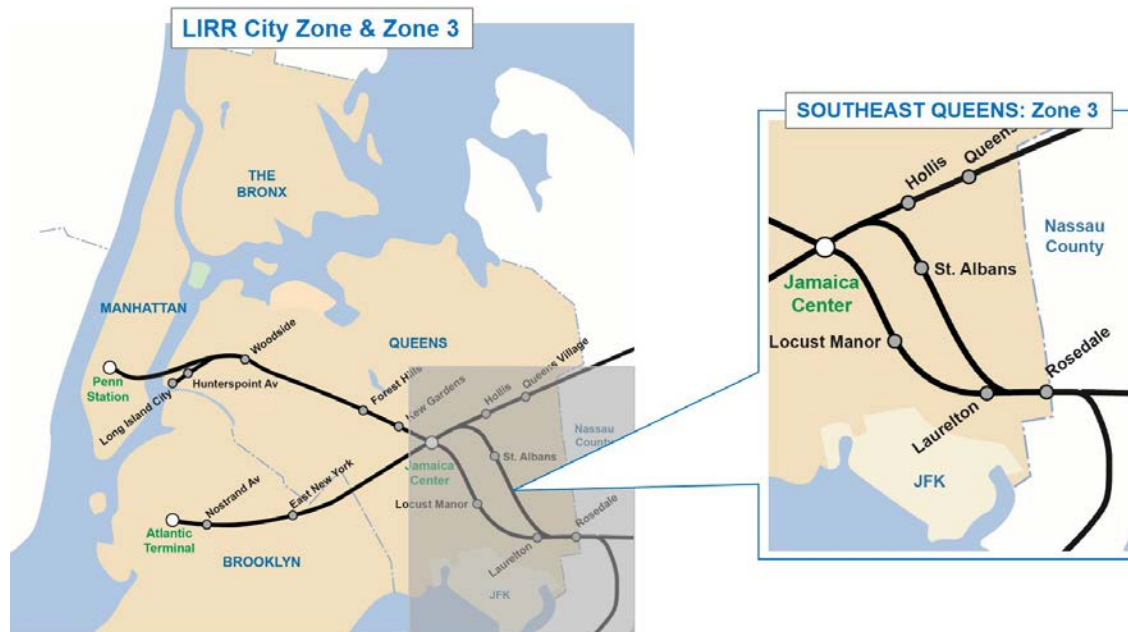 LIRR City Zone & Zone 3
THE
BRONX
MANHATTAN
QUEENS
Woodside
Penn
Station
Hunterspoint Av
Long Island City
Forest Hills
Kew Gardens
Hollis
Queens Village
Nassau
County
Jamaica
Center
St. Albans
East New York
Nostrand Av
Locust Manor
Rosedale
Atlantic
Terminal
Laurelton
BROOKLYN
JFK
SOUTHEAST QUEENS: Zone 3
Hollis
Queens
Nassau
County
St. Albans
Jamaica
Center
Locust Manor
Rosedale
Laurelton
JFK